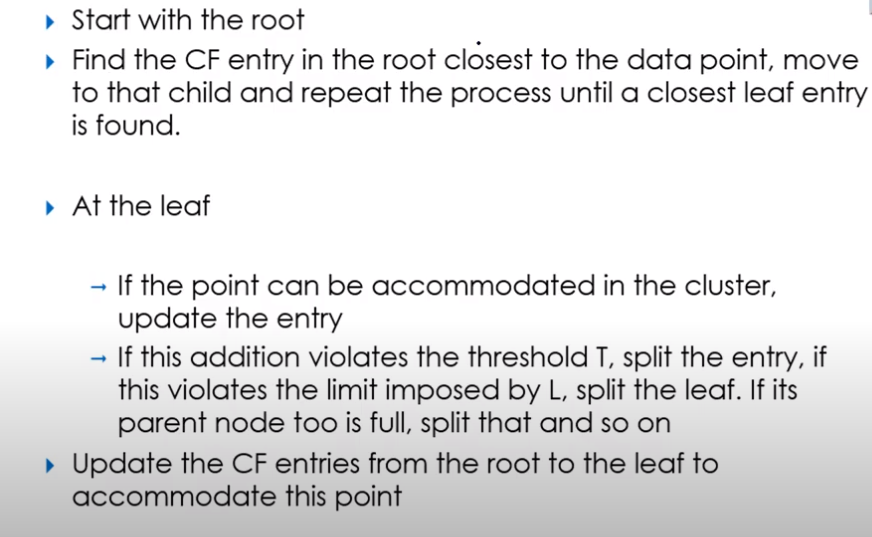 Start with the root
Find the CF entry in the root closest to the data point, move
to that child and repeat the process until a closest leaf entry
is found.
At the leaf
→ If the point can be accommodated in the cluster,
update the entry
→ If this addition violates the threshold T, split the entry, if
this violates the limit imposed by L, split the leaf. If its
parent node too is full, split that and so on
Update the CF entries from the root to the leaf to
accommodate this point